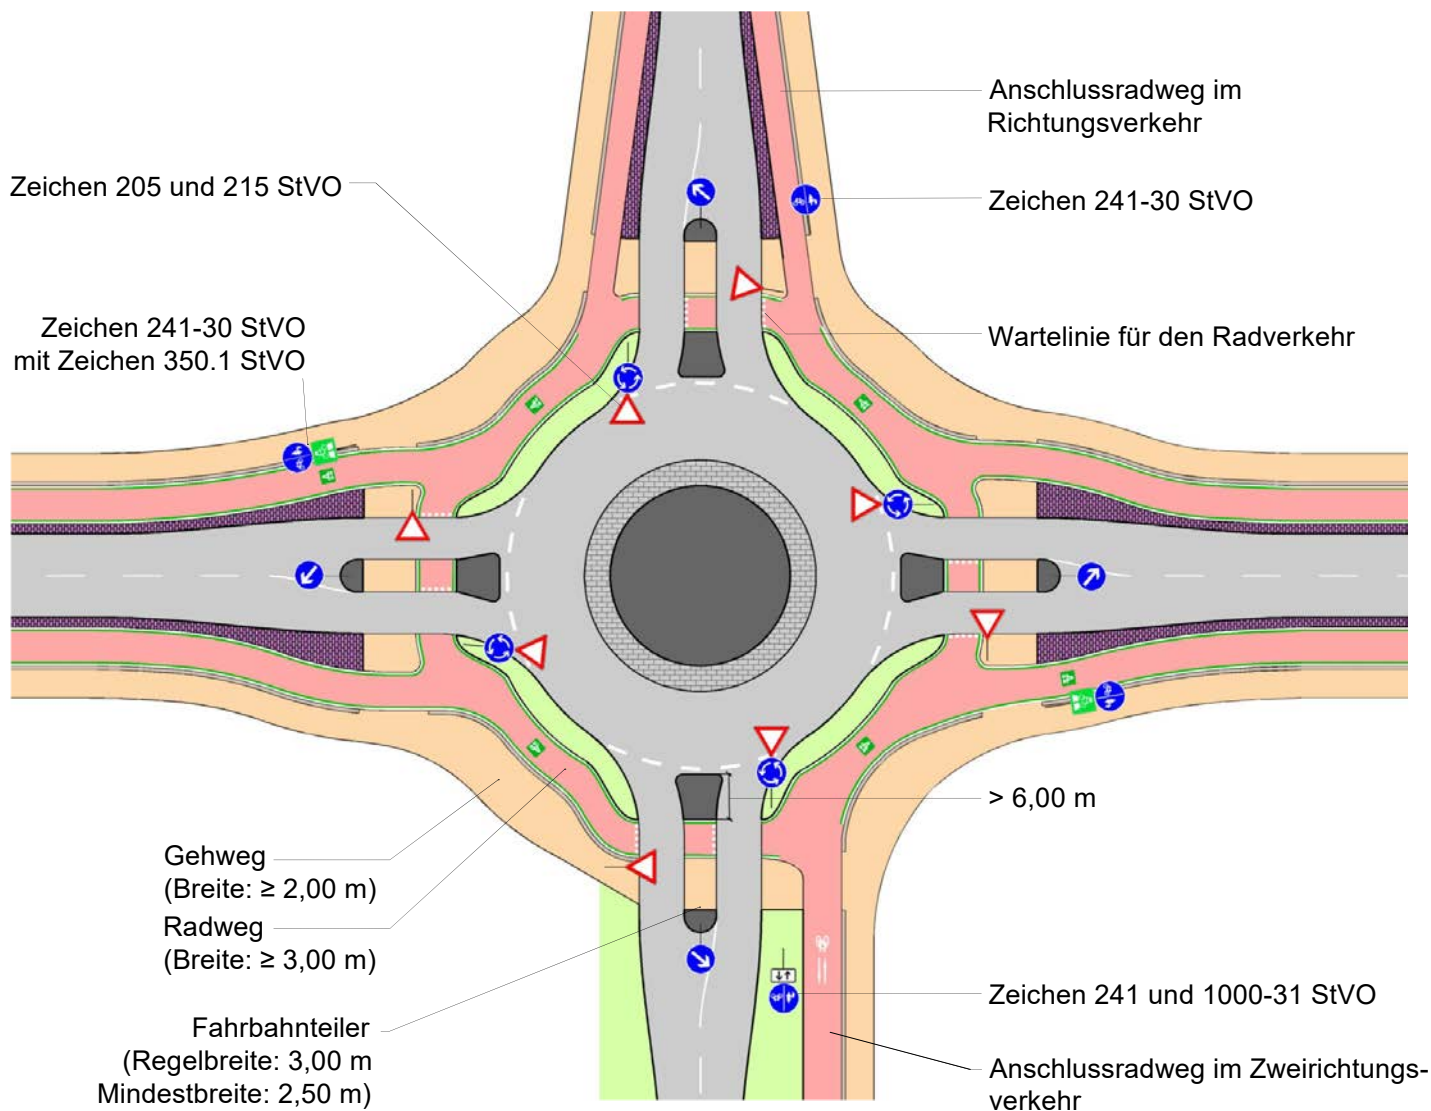 Anschlussradweg im
Richtungsverkehr
Zeichen 205 und 215 StVO
Zeichen 241-30 StVO
Zeichen 241-30 StVO
mit Zeichen 350.1 StVO
Wartelinie für den Radverkehr
> 6,00 m
Gehweg
(Breite: ≥ 2,00 m)
Radweg
(Breite: ≥ 3,00 m)
Fahrbahnteiler
(Regelbreite: 3,00 m
Mindestbreite: 2,50 m)
Zeichen 241 und 1000-31 StVO
Anschlussradweg im Zweirichtungs-
verkehr